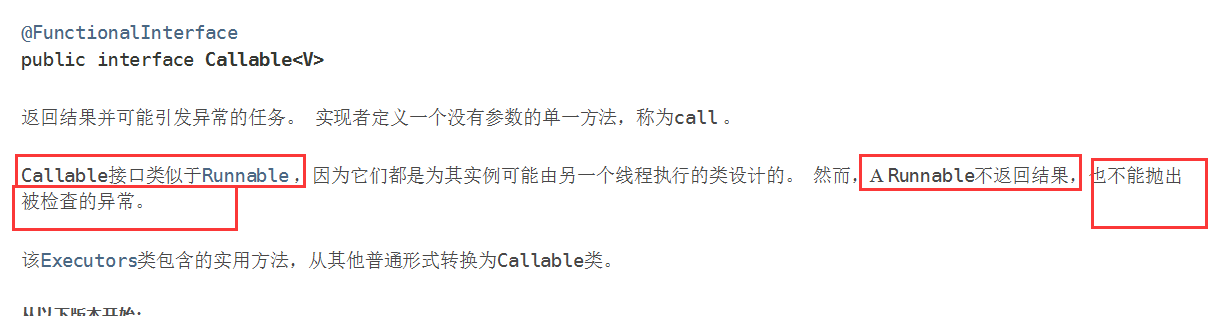 @FunctionalInterface
public interface Callable<V>
返回结果并可能引发异常的任务。 实现者定义一个没有参数的单一方法，称为call 。
Callable接口类似于Runnable ，因为它们都是为其实例可能由另一个线程执行的类设计的。 然而，A Runnable不返回结果，也不能抛出
被检查的异常。
该Executors类包含的实用方法，从其他普通形式转换为Callable类。
从以下版本开始：